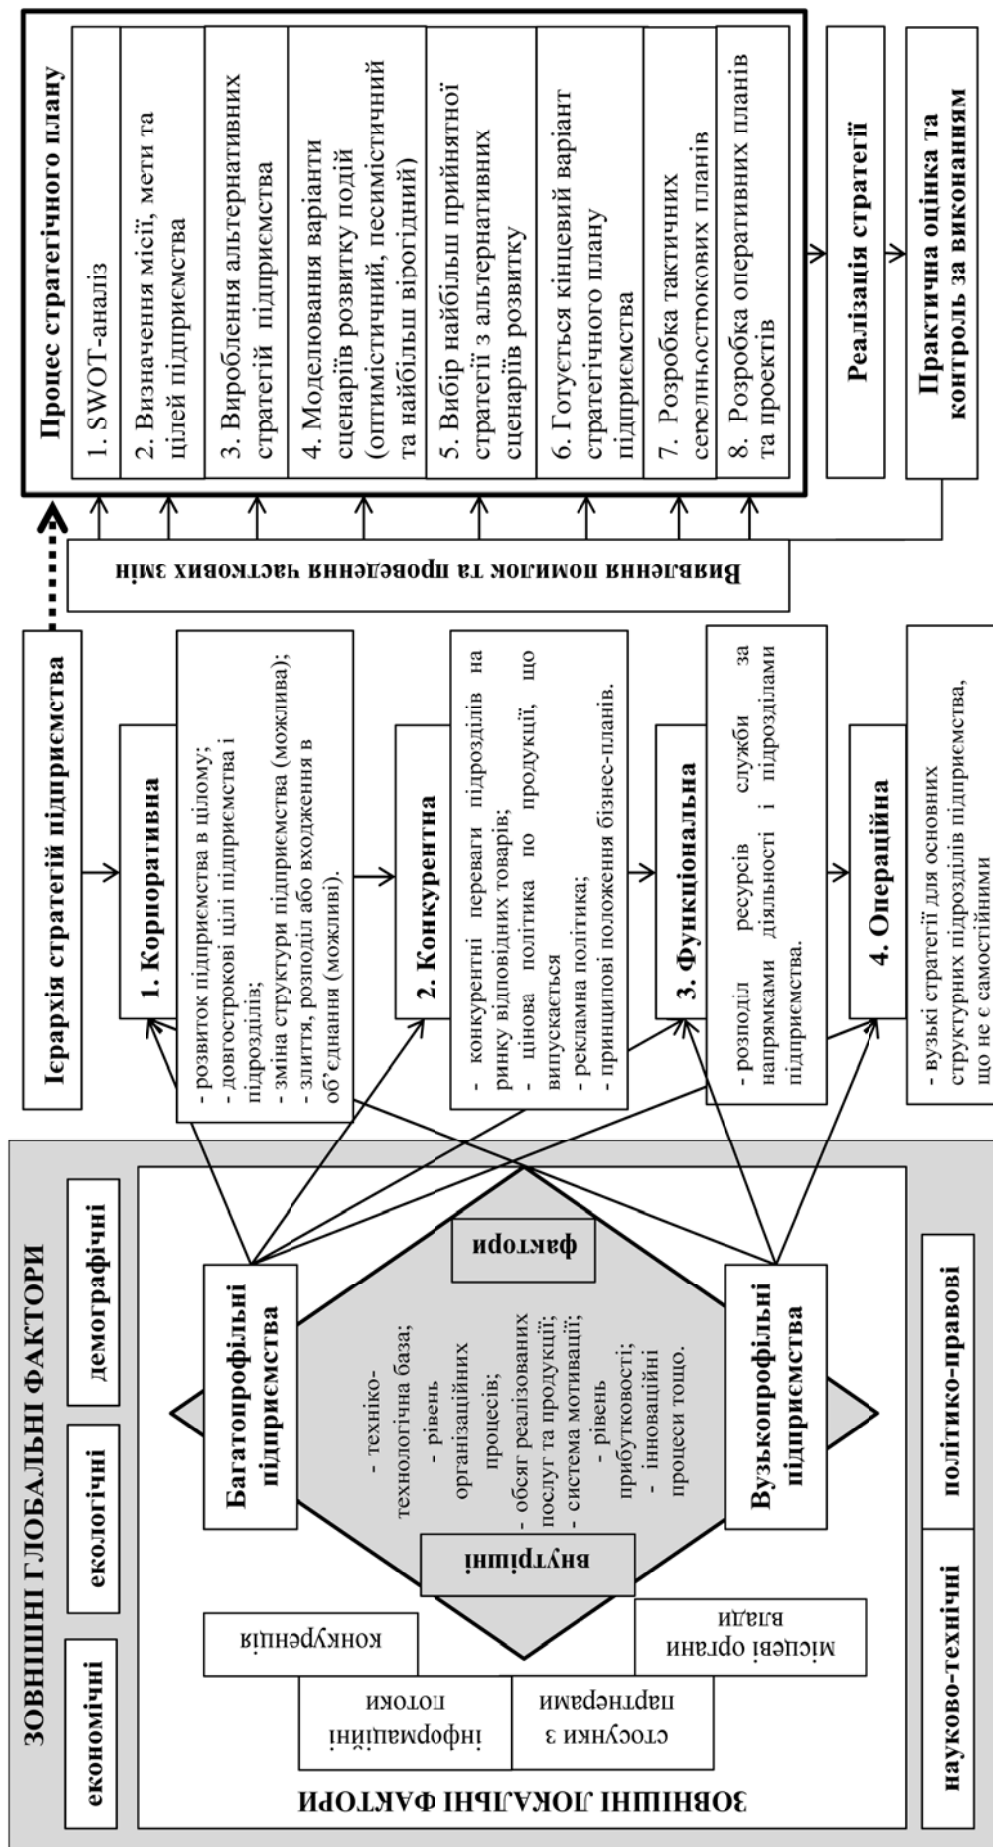 ЗОВНІШНІ ГЛОБАЛЬНІ ФАКТОРИ
економічні
екологічні
демографічні
ЗОВНІШНІ ЛОКАЛЬНІ ФАКТОРИ
конкуренція
інформаційні
потоки
стосунки з
партнерами
місцеві органи
влади
Багатопрофільні
підприємства
внутрішні
фактори
- техніко-
технологічна база;
- рівень
організаційних
процесів;
- обсяг реалізованих
послуг та продукції;
- система мотивації;
- рівень
прибутковості;
- інноваційні
процеси тощо.
Вузькопрофільні
підприємства
науково-технічні
політико-правові
Ієрархія стратегій підприємства
1. Корпоративна
- розвиток підприємства в цілому;
- довгострокові цілі підприємства і
підрозділів;
- зміна структури підприємства (можлива);
- злиття, розподіл або входження в
об’єднання (можливі).
2. Конкурентна
- конкурентні переваги підрозділів на
ринку відповідних товарів;
- цінова політика по продукції, що
випускається
- рекламна політика;
- принципові положення бізнес-планів.
3. Функціональна
- розподіл ресурсів служби за
напрямками діяльності і підрозділами
підприємства.
4. Операційна
- вузькі стратегії для основних
структурних підрозділів підприємства,
що не є самостійними
Виявлення помилок та проведення часткових змін
Процес стратегічного плану
1. SWOT-аналіз
2. Визначення місії, мети та
цілей підприємства
3. Вироблення альтернативних
стратегій підприємства
4. Моделювання варіанти
сценаріїв розвитку подій
(оптимістичний, песимістичний
та найбільш вірогідний)
5. Вибір найбільш прийнятної
стратегії з альтернативних
сценаріїв розвитку
6. Готується кінцевий варіант
стратегічного плану
підприємства
7. Розробка тактичних
серелньострокових планів
8. Розробка оперативних планів
та проектів
Реалізація стратегії
Практична оцінка та
контроль за виконанням